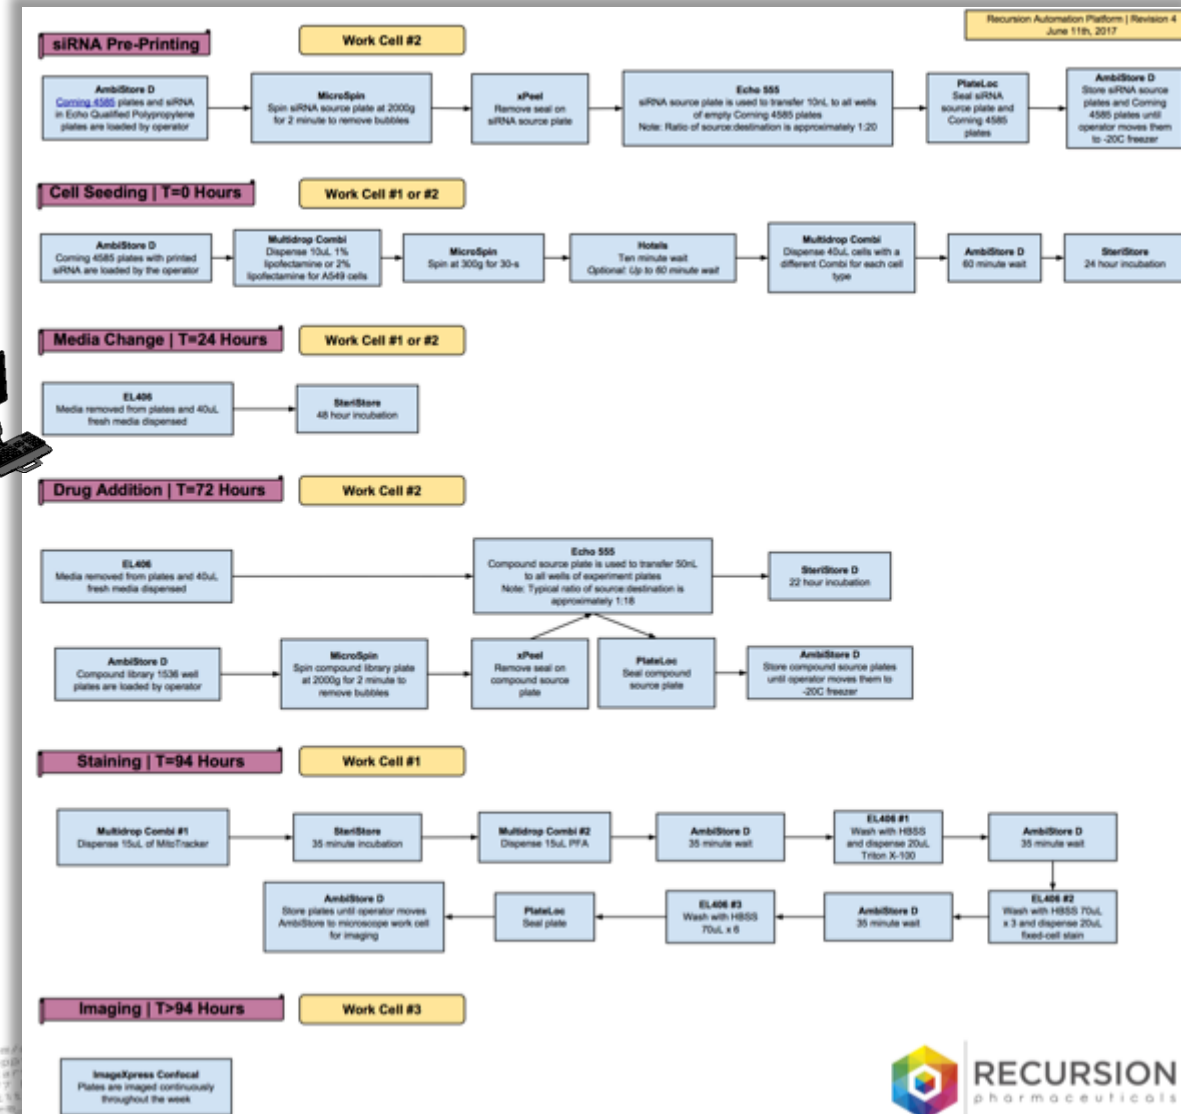 Recursion Automation Platform | Revision 4
June 11th, 2017
siRNA Pre-Printing
Work Cell #2
AmbiStore D
Corning 4585 plates and siRNA
in Echo Qualified Polypropylene
plates are loaded by operator
MicroSpin
Spin siRNA source plate at 2000g
for 2 minute to remove bubbles
xPeel
Remove seal on
siRNA source plate
Echo 555
siRNA source plate is used to transfer 10nL to all wells
of empty Corning 4585 plates
Note: Ratio of source:destination is approximately 1:20
PlateLoc
Seal siRNA
source plate and
Corning 4585
plates
AmbiStore D
Store siRNA source
plates and Corning
4585 plates until
operator moves them
to -20C freezer
Cell Seeding | T=0 Hours
Work Cell #1 or #2
AmbiStore D
Corning 4585 plates with printed
siRNA are loaded by the operator
Multidrop Combi
Dispense 10uL 1%
lipofectamine or 2%
lipofectamine for A549 cells
MicroSpin
Spin at 300g for 30-s
Hotels
Ten minute wait
Optional: Up to 60 minute wait
Multidrop Combi
Dispense 40uL cells with a
different Combi for each cell
type
AmbiStore D
60 minute wait
SteriStore
24 hour incubation
Media Change | T=24 Hours
Work Cell #1 or #2
EL406
Media removed from plates and 40uL
fresh media dispensed
SteriStore
48 hour incubation
Drug Addition | T=72 Hours
Work Cell #2
EL406
Media removed from plates and 40uL
fresh media dispensed
Echo 555
Compound source plate is used to transfer 50nL
to all wells of experiment plates
Note: Typical ratio of source:destination is
approximately 1:18
SteriStore D
22 hour incubation
AmbiStore D
Compound library 1536 well
plates are loaded by operator
MicroSpin
Spin compound library plate
at 2000g for 2 minute to
remove bubbles
xPeel
Remove seal on
compound source
plate
PlateLoc
Seal compound
source plate
AmbiStore D
Store compound source plates
until operator moves them to
-20C freezer
Staining | T=94 Hours
Work Cell #1
Multidrop Combi #1
Dispense 15uL of MitoTracker
SteriStore
35 minute incubation
Multidrop Combi #2
Dispense 15uL PFA
AmbiStore D
35 minute wait
EL406 #1
Wash with HBSS
and dispense 20uL
Triton X-100
AmbiStore D
35 minute wait
AmbiStore D
Store plates until operator moves
AmbiStore to microscope work cell
for imaging
PlateLoc
Seal plate
EL406 #3
Wash with HBSS
70uL x 6
AmbiStore D
35 minute wait
EL406 #2
Wash with HBSS 70uL
x 3 and dispense 20uL
fixed-cell stain
Imaging | T>94 Hours
Work Cell #3
ImageXpress Confocal
Plates are imaged continuously
throughout the week
RECURSION
pharmaceuticals